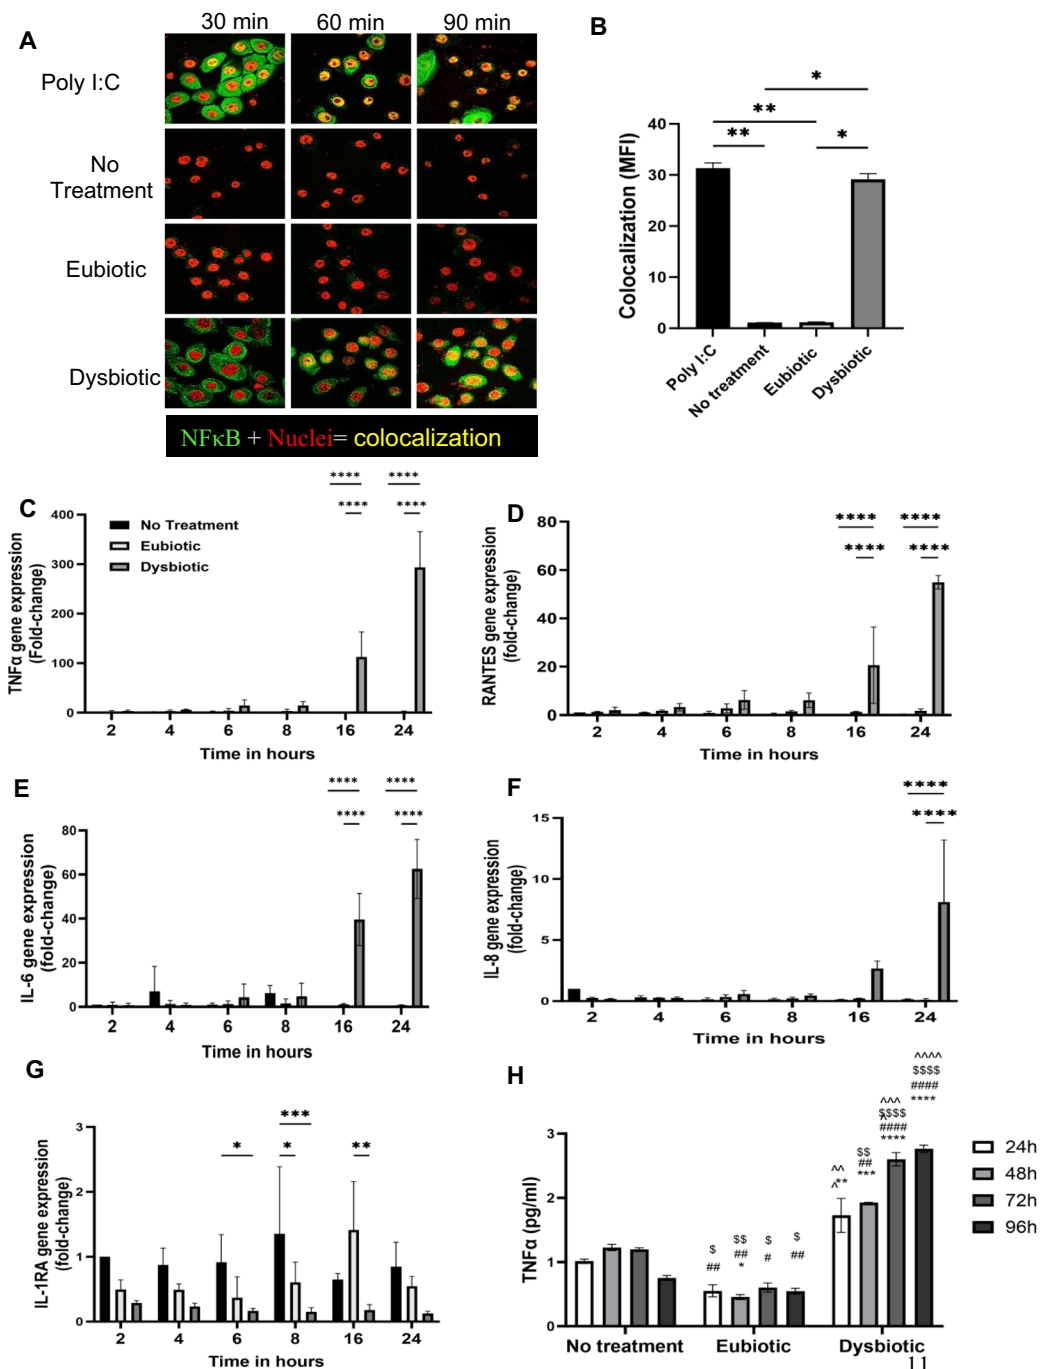 A
30 min 60 min 90 min
Poly I:C
No
Treatment
Eubiotic
Dysbiotic
NFκB + Nuclei= colocalization
B
*
**
** *
Colocalization (MFI)
40
30
20
10
0
Poly I:C
No treatment
Eubiotic
Dysbiotic
C
**** ****
**** ****
TNFα gene expression
(Fold-change)
400
300
200
100
0
No Treatment
Eubiotic
Dysbiotic
2 4 6 8 16 24
Time in hours
D
**** ****
**** ****
RANTES gene expression
(fold-change)
80
60
40
20
0
2 4 6 8 16 24
Time in hours
E
**** ****
**** ****
IL-6 gene expression
(fold-change)
80
60
40
20
0
2 4 6 8 16 24
Time in hours
F
****
****
IL-8 gene expression
(fold-change)
15
10
5
0
2 4 6 8 16 24
Time in hours
G
***
* * **
IL-1RA gene expression
(fold-change)
3
2
1
0
2 4 6 8 16 24
Time in hours
H
TNFα (pg/ml)
3
2
1
0
$
##
$$
##
*
$
#
$
##
^^
^**
$$
##
***
^^^
^
$$$$
####
****
^^^^
$$$$
####
****
24h
48h
72h
96h
No treatment Eubiotic Dysbiotic
11